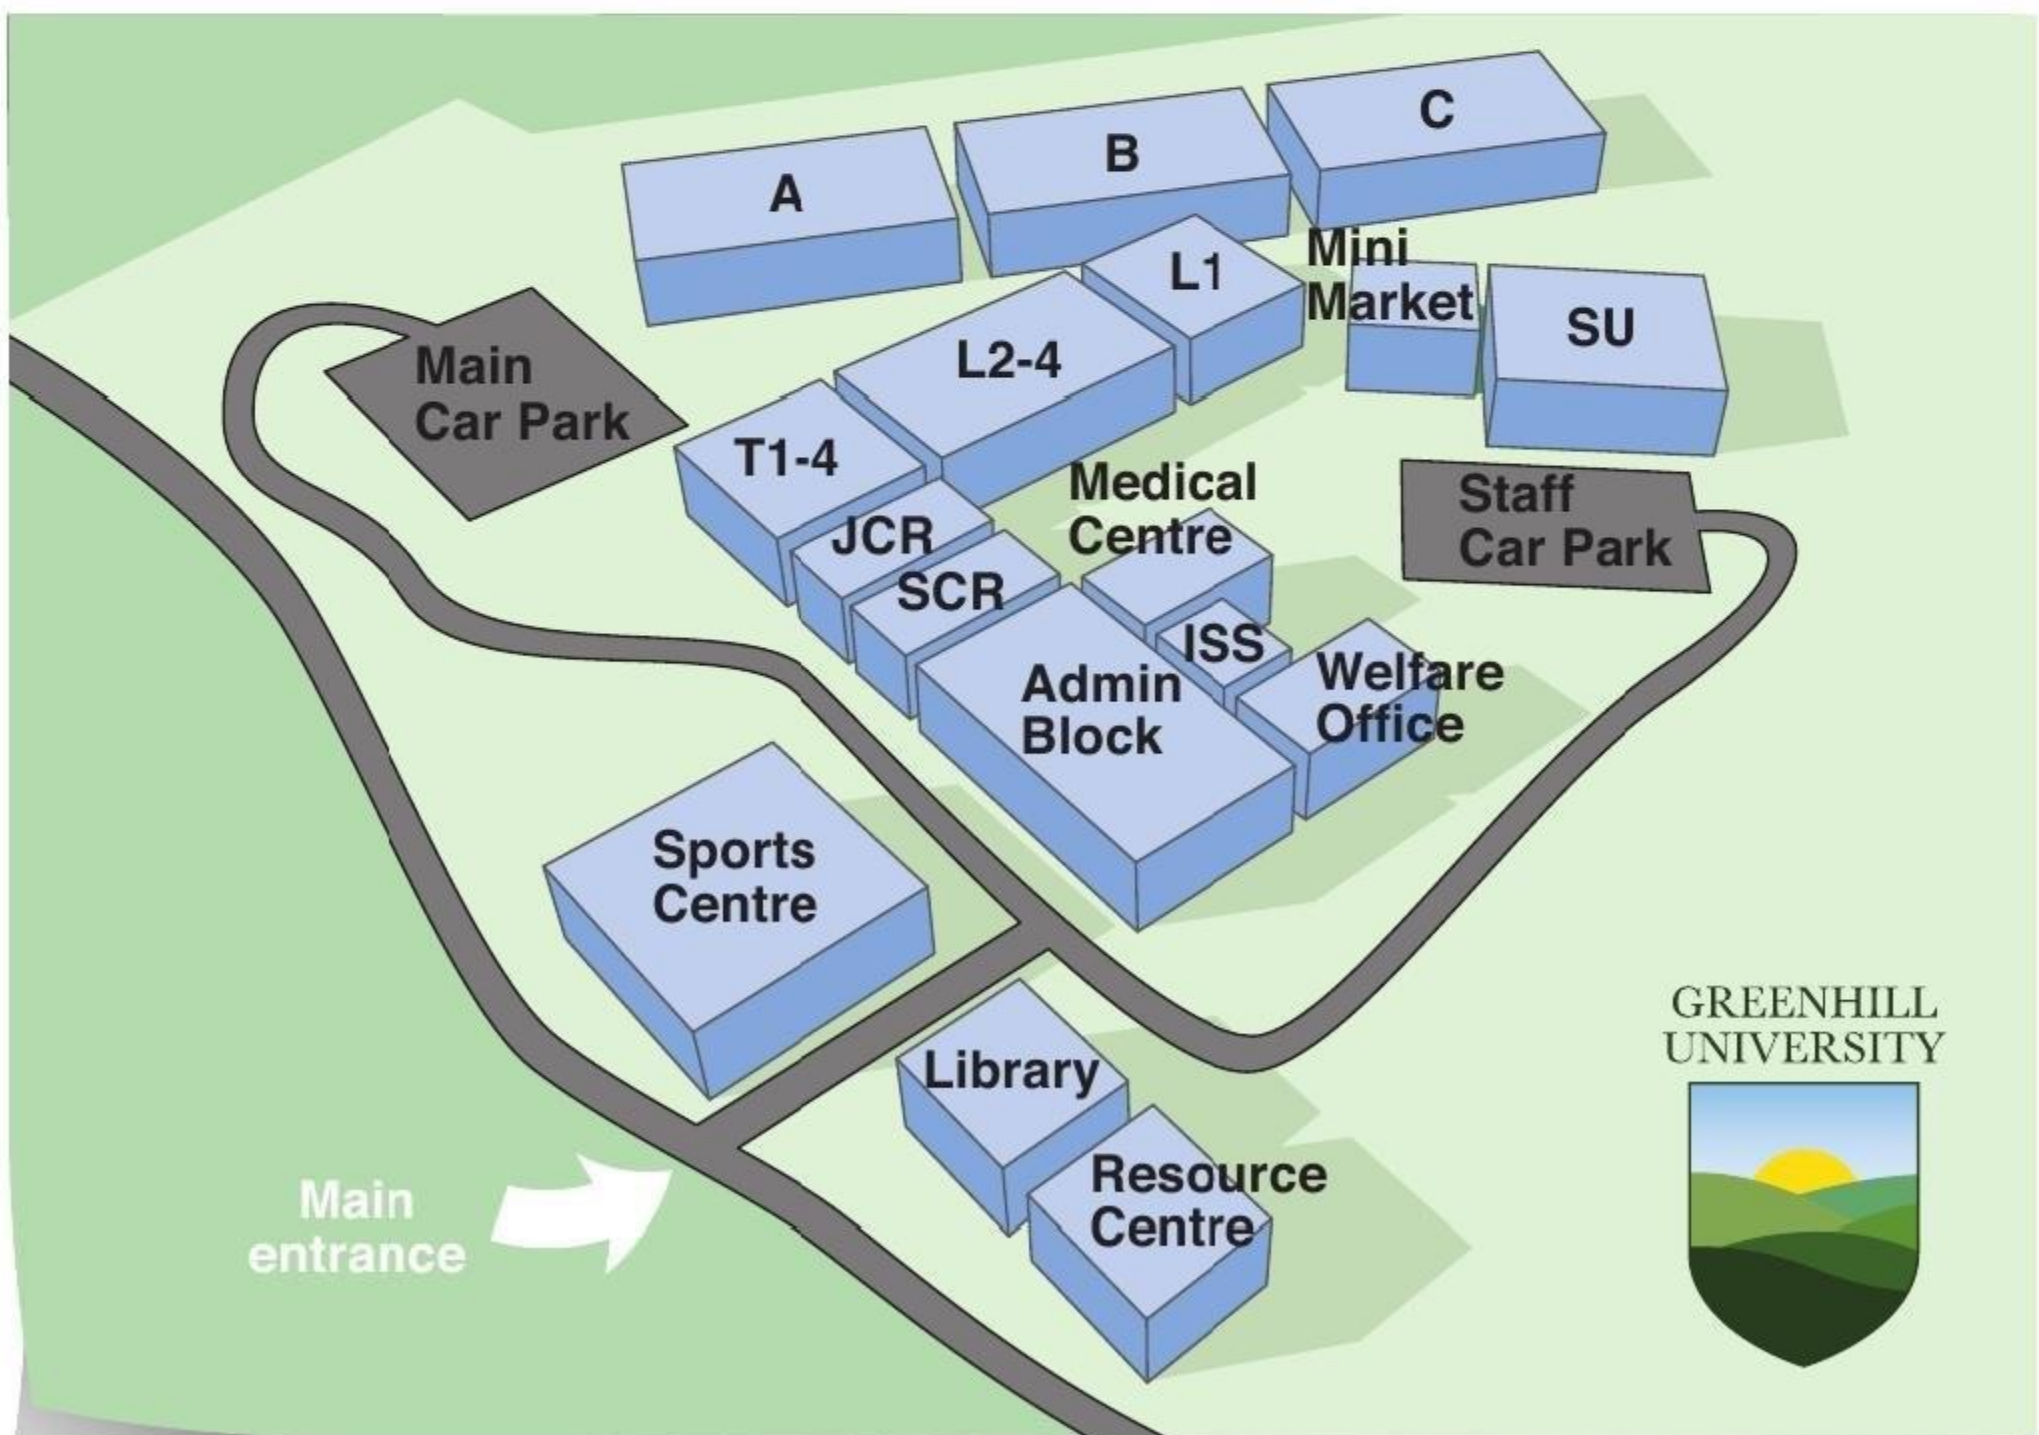 C
B
A
Mini
Market
L1
SU
L2-4
Main
Car Park
T1-4
Medical
Centre
Staff
Car Park
JCR
SCR
ISS
Welfare
Office
Admin
Block
Sports
Centre
Library
GREENHILL
UNIVERSITY
Resource
Centre
Main
entrance